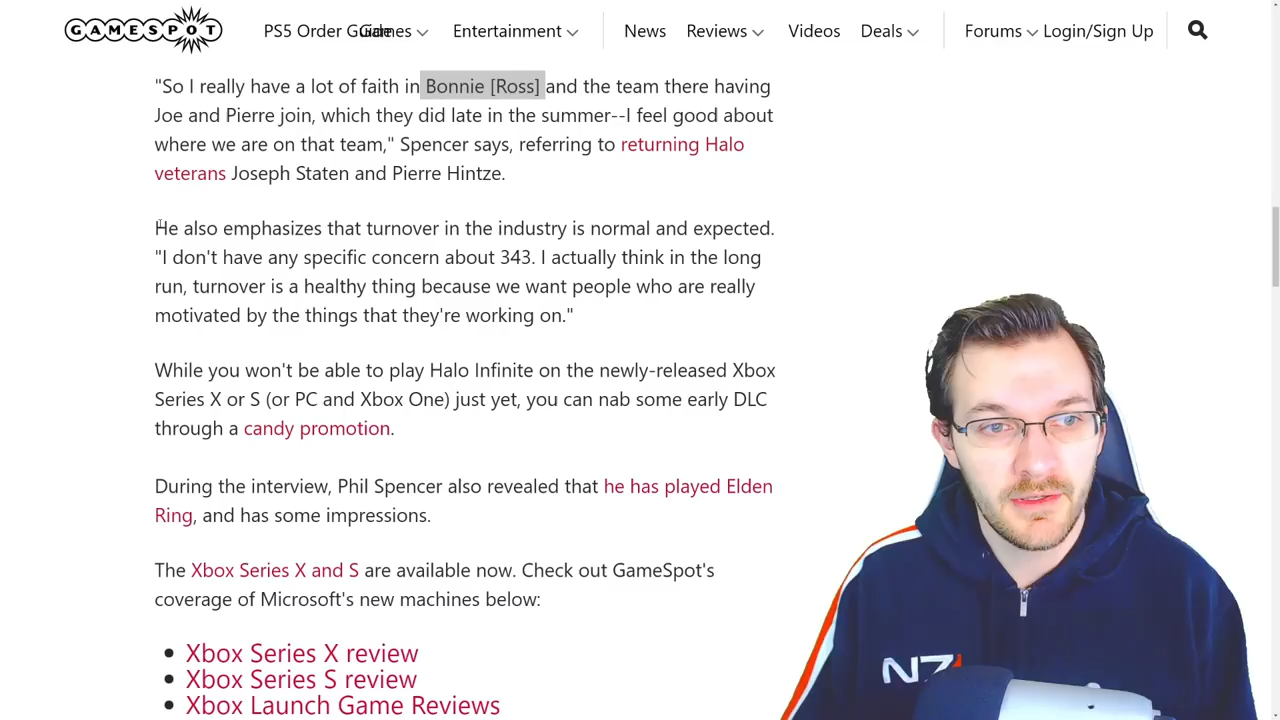 GAMESPOT
PS5 Order Guide Games Entertainment News Reviews Videos Deals Forums Login/Sign Up
"So I really have a lot of faith in Bonnie [Ross] and the team there having
Joe and Pierre join, which they did late in the summer--I feel good about
where we are on that team," Spencer says, referring to returning Halo
veterans Joseph Staten and Pierre Hintze.
He also emphasizes that turnover in the industry is normal and expected.
"I don't have any specific concern about 343. I actually think in the long
run, turnover is a healthy thing because we want people who are really
motivated by the things that they're working on."
While you won't be able to play Halo Infinite on the newly-released Xbox
Series X or S (or PC and Xbox One) just yet, you can nab some early DLC
through a candy promotion.
During the interview, Phil Spencer also revealed that he has played Elden
Ring, and has some impressions.
The Xbox Series X and S are available now. Check out GameSpot's
coverage of Microsoft's new machines below:
Xbox Series X review
Xbox Series S review
Xbox Launch Game Reviews
N7